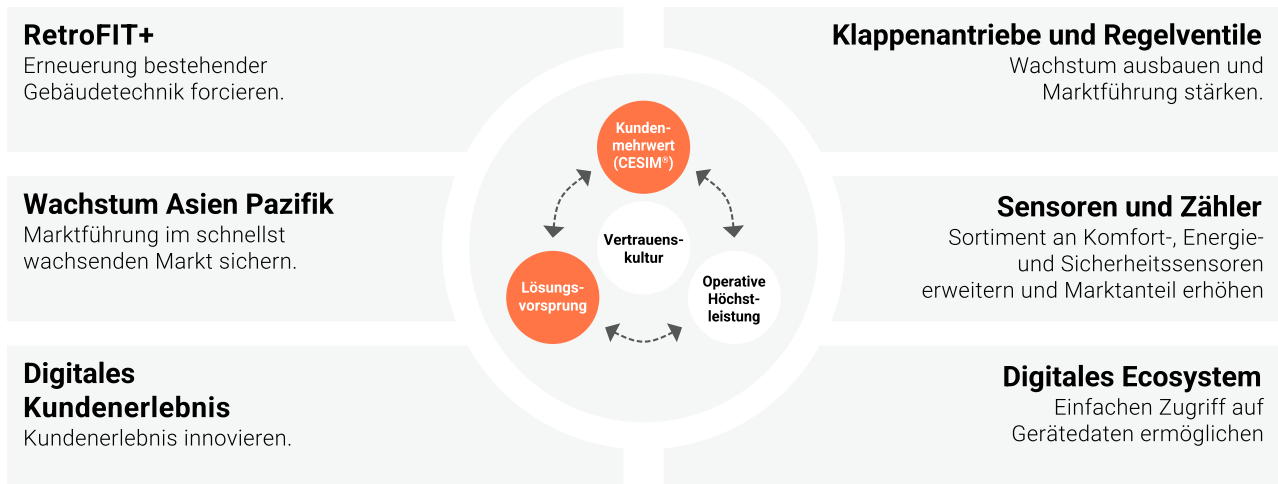 RetroFIT+
Erneuerung bestehender
Gebäudetechnik forcieren.
Wachstum Asien Pazifik
Marktführung im schnellst
wachsenden Markt sichern.
Digitales
Kundenerlebnis
Kundenerlebnis innovieren.
Kunden-
mehrwert
(CESIM®)
Vertrauens-
kultur
Lösungs-
vorsprung
Operative
Höchst-
leistung
Klappenantriebe und Regelventile
Wachstum ausbauen und
Marktführung stärken.
Sensoren und Zähler
Sortiment an Komfort-, Energie-
und Sicherheitssensoren
erweitern und Marktanteil erhöhen
Digitales Ecosystem
Einfachen Zugriff auf
Gerätedaten ermöglichen